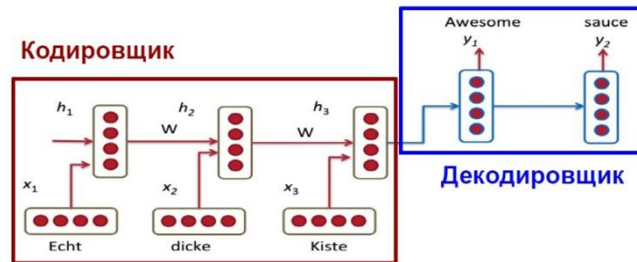 Кодировщик
h₁
h₂
h₃
W
W
x₁
x₂
x₃
Echt
dicke
Kiste
Awesome
sauce
y₁
y₂
Декодировщик